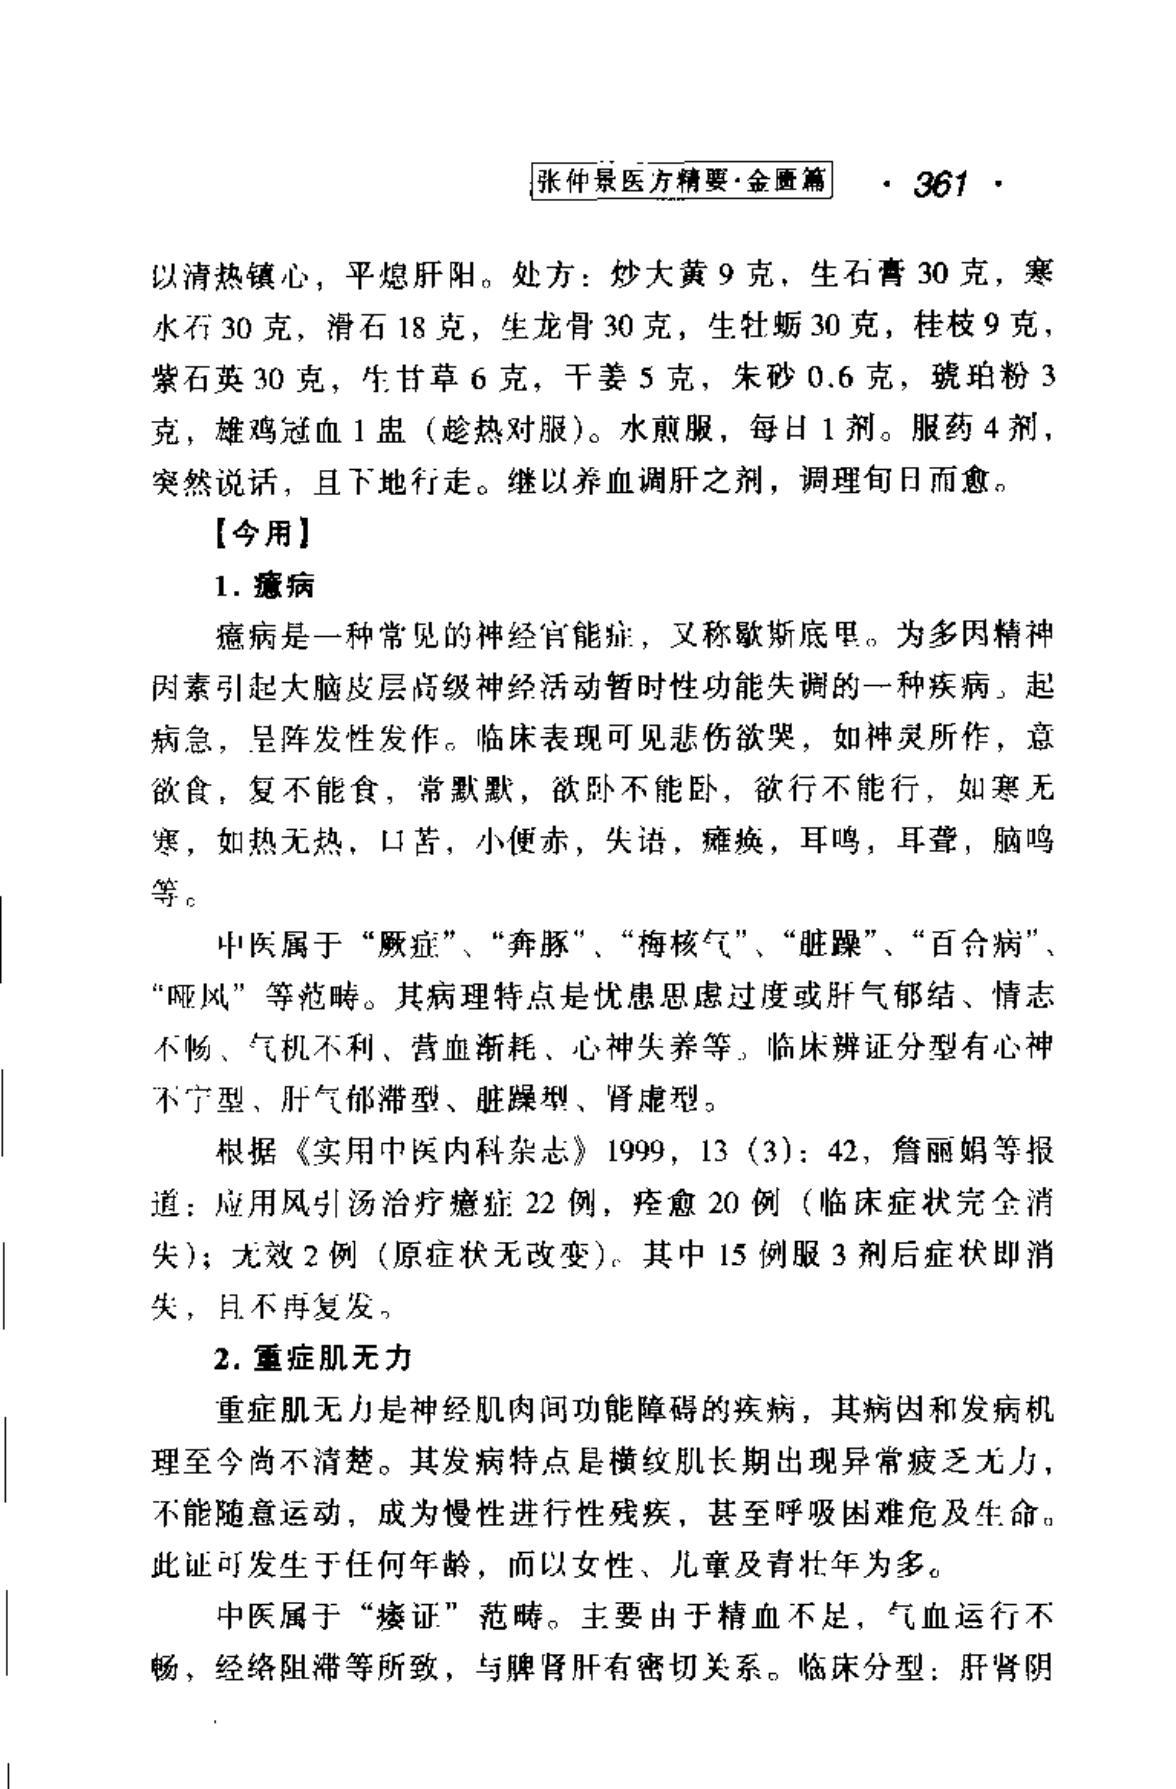 张仲景医方精要·金匮篇 · 361 ·
以清热镇心，平熄肝阳。处方：炒大黄 9 克，生石膏 30 克，寒
水石 30 克，滑石 18 克，生龙骨 30 克，生牡蛎 30 克，桂枝 9 克，
紫石英 30 克，生甘草 6 克，干姜 5 克，朱砂 0.6 克，琥珀粉 3
克，雄鸡冠血 1 盅（趁热对服）。水煎服，每日 1 剂。服药 4 剂，
突然说话，且下地行走。继以养血调肝之剂，调理旬日而愈。
【今用】
1. 癔病
癔病是一种常见的神经官能症，又称歇斯底里。为多因精神
因素引起大脑皮层高级神经活动暂时性功能失调的一种疾病。起
病急，呈阵发性发作。临床表现可见悲伤欲哭，如神灵所作，意
欲食，复不能食，常默默，欲卧不能卧，欲行不能行，如寒无
寒，如热无热，口苦，小便赤，失语，瘫痪，耳鸣，耳聋，脑鸣
等。
中医属于“厥症”、“奔豚”、“梅核气”、“脏躁”、“百合病”、
“哑风”等范畴。其病理特点是忧患思虑过度或肝气郁结、情志
不畅、气机不利、营血渐耗、心神失养等。临床辨证分型有心神
不宁型、肝气郁滞型、脏躁型、肾虚型。
根据《实用中医内科杂志》1999，13（3）：42，詹丽娟等报
道：应用风引汤治疗癔症 22 例，痊愈 20 例（临床症状完全消
失）；无效 2 例（原症状无改变）。其中 15 例服 3 剂后症状即消
失，且不再复发。
2. 重症肌无力
重症肌无力是神经肌肉间功能障碍的疾病，其病因和发病机
理至今尚不清楚。其发病特点是横纹肌长期出现异常疲乏无力，
不能随意运动，成为慢性进行性残疾，甚至呼吸困难危及生命。
此证可发生于任何年龄，而以女性、儿童及青壮年为多。
中医属于“痿证”范畴。主要由于精血不足，气血运行不
畅，经络阻滞等所致，与脾肾肝有密切关系。临床分型：肝肾阴